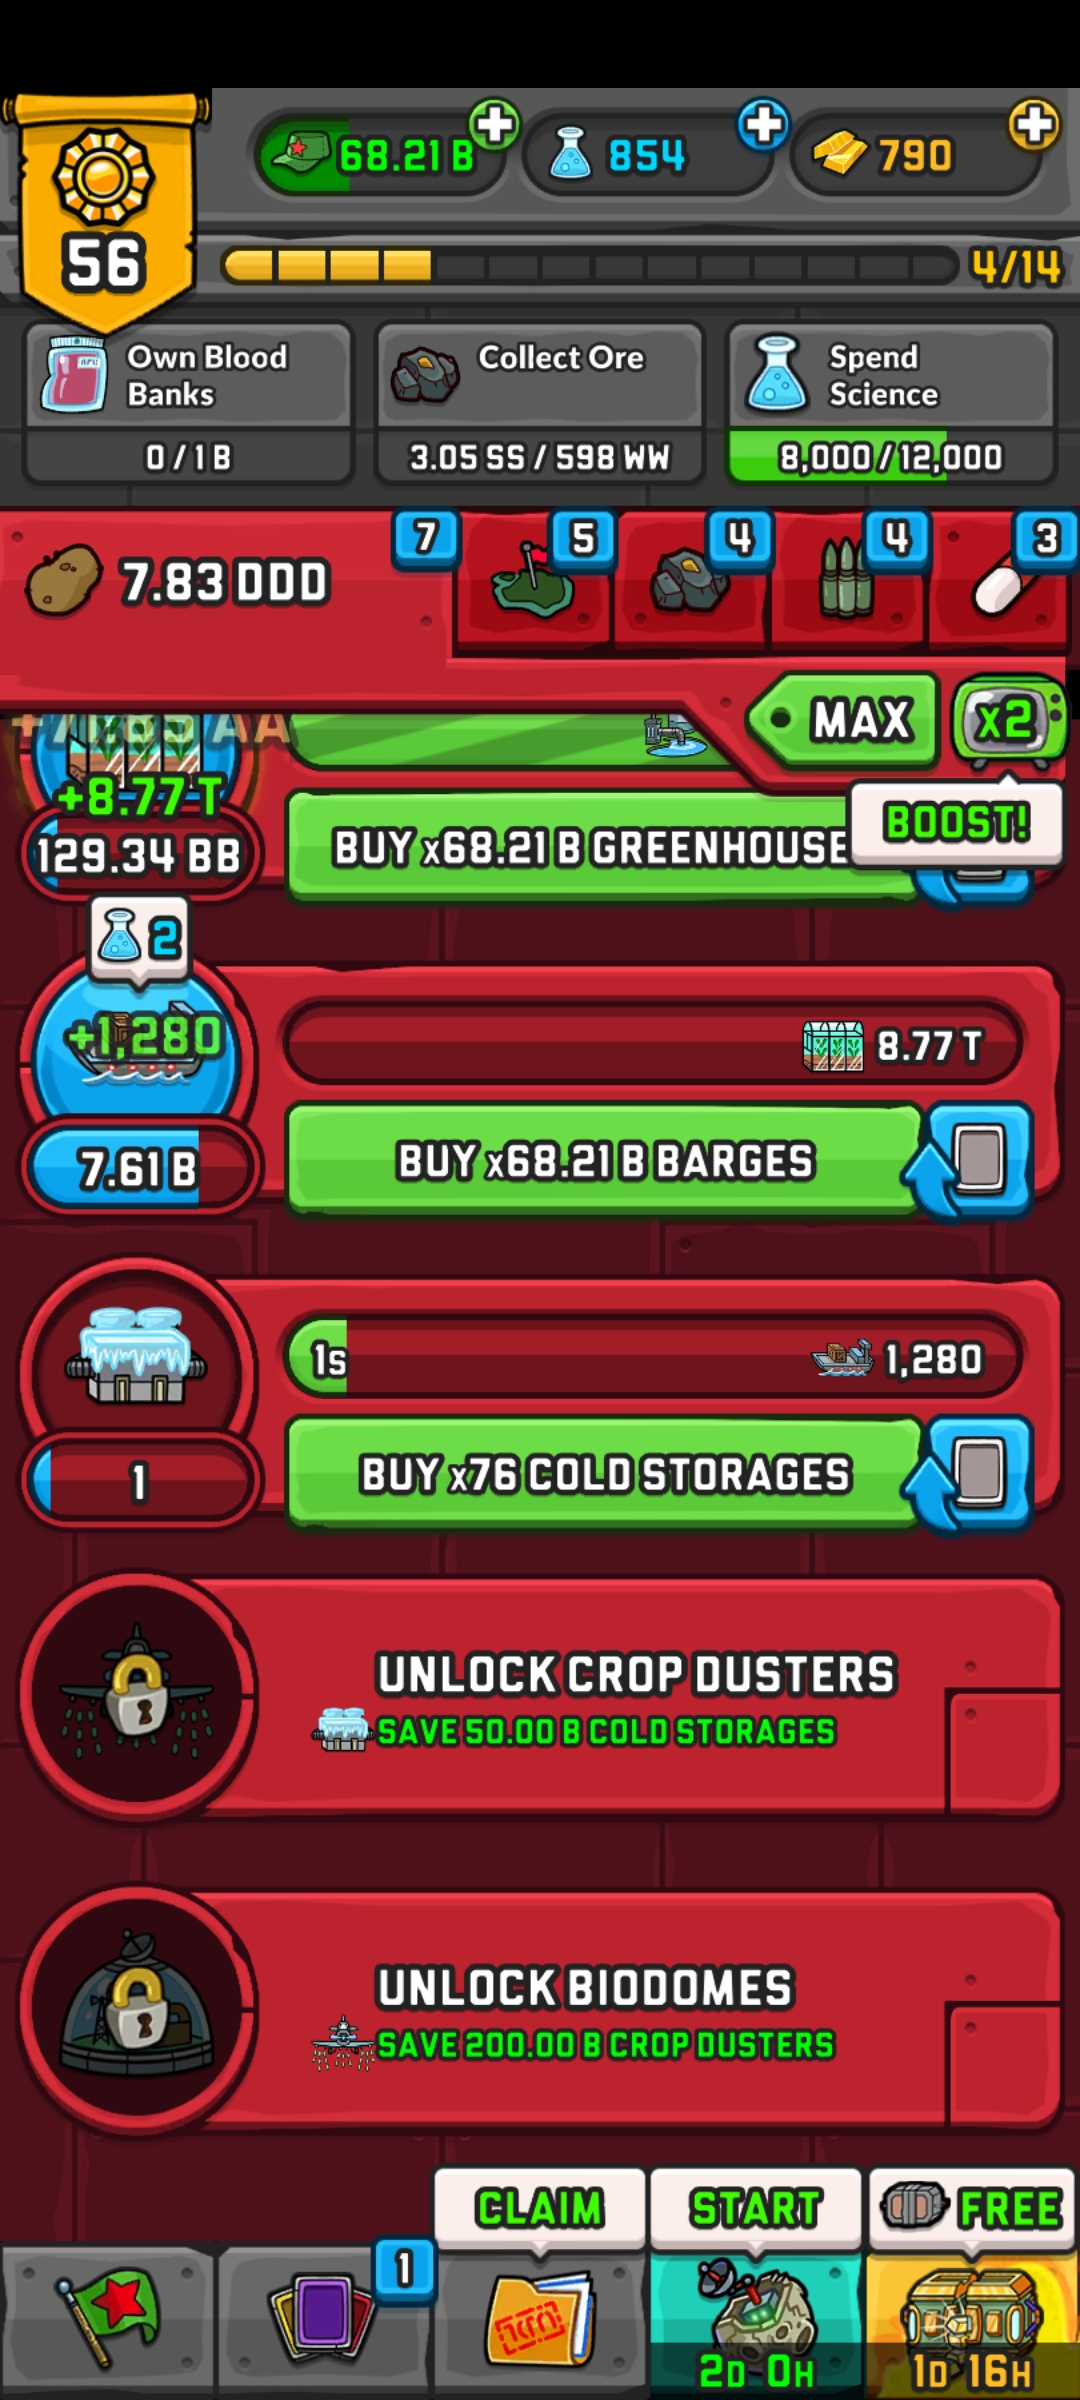 68.21 B
854
790
56
4/14
Own Blood
Banks
0 / 1 B
Collect Ore
3.05 SS / 598 WW
Spend
Science
8,000 / 12,000
7.83 DDD
7
5
4
4
3
MAX
x2
BOOST!
+8.77 T
129.34 BB
BUY x68.21 B GREENHOUSE
2
+1,280
8.77 T
7.61 B
BUY x68.21 B BARGES
1s
1,280
1
BUY x76 COLD STORAGES
UNLOCK CROP DUSTERS
SAVE 50.00 B COLD STORAGES
UNLOCK BIODOMES
SAVE 200.00 B CROP DUSTERS
CLAIM
START
FREE
1
2D 0H
1D 16H